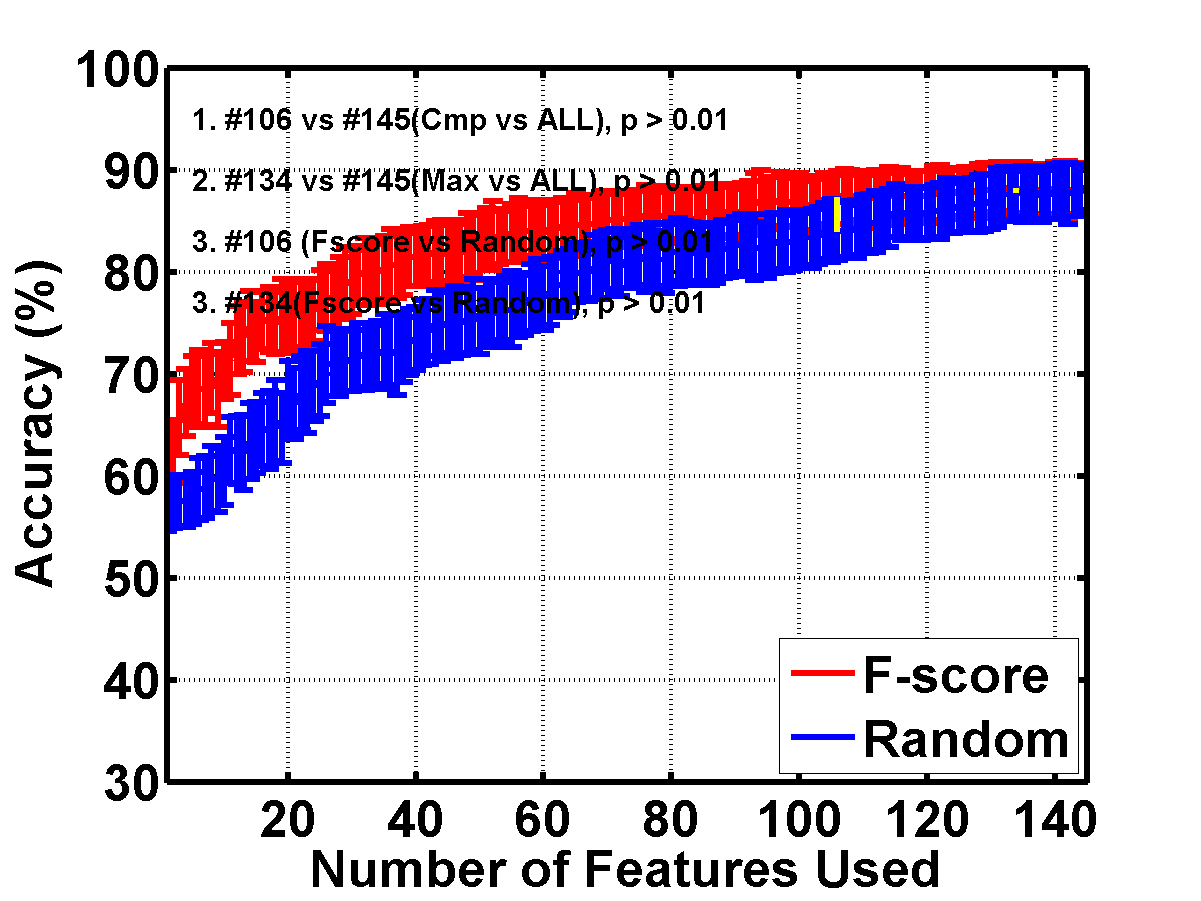 100
90
80
70
60
50
40
30
Accuracy (%)
1. #106 vs #145(Cmp vs ALL), p > 0.01
2. #134 vs #145(Max vs ALL), p > 0.01
3. #106 (Fscore vs Random), p > 0.01
3. #134(Fscore vs Random), p > 0.01
F-score
Random
20 40 60 80 100 120 140
Number of Features Used